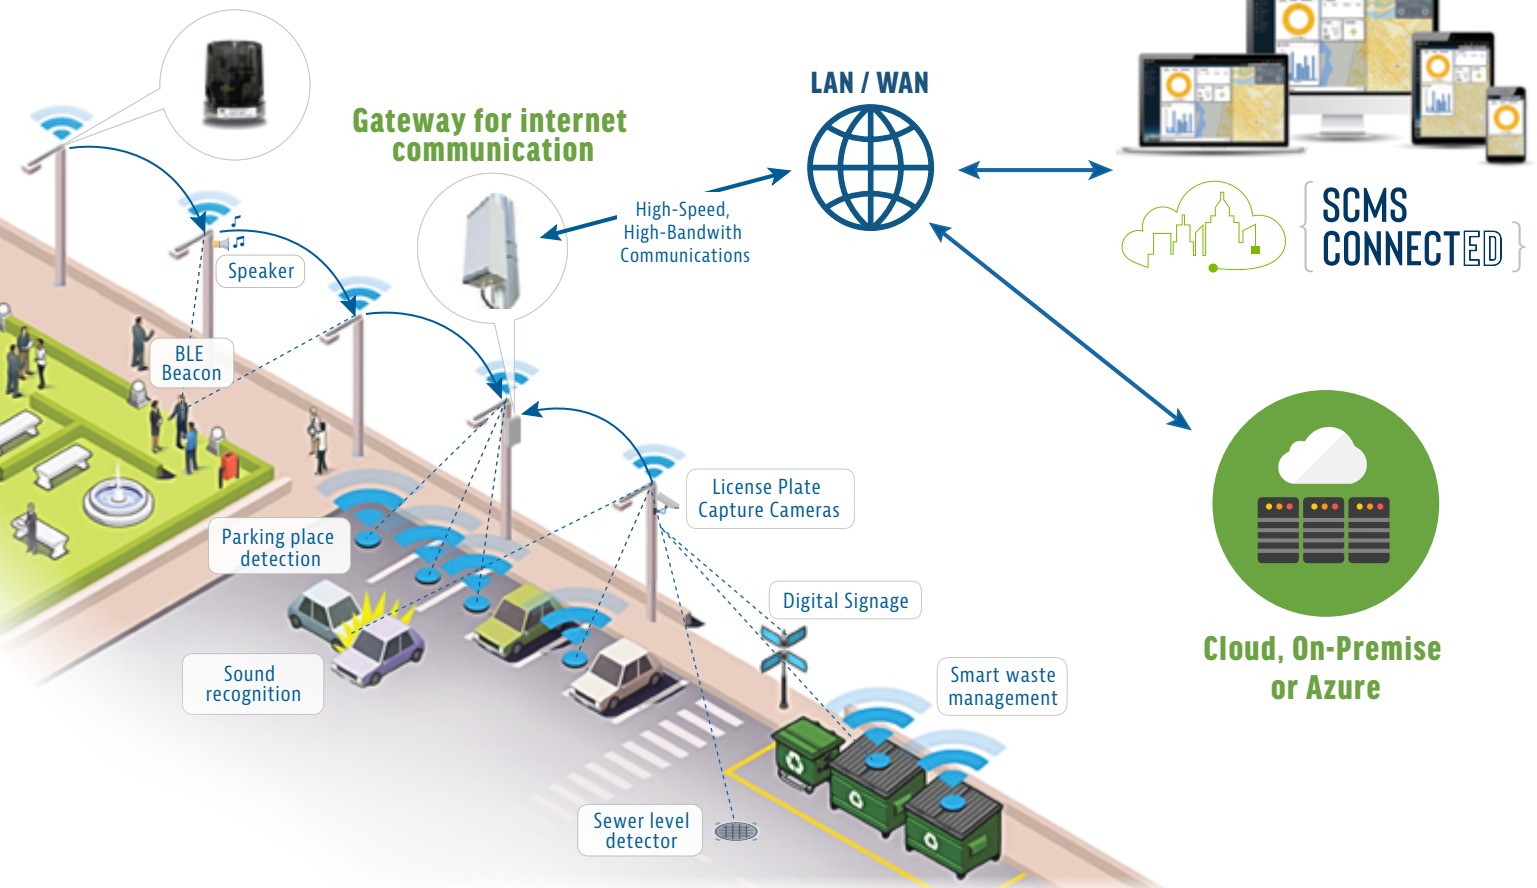 Gateway for internet
communication
LAN / WAN
High-Speed,
High-Bandwith
Communications
SCMS
CONNECTED
Speaker
BLE
Beacon
License Plate
Capture Cameras
Parking place
detection
Digital Signage
Sound
recognition
Smart waste
management
Cloud, On-Premise
or Azure
Sewer level
detector